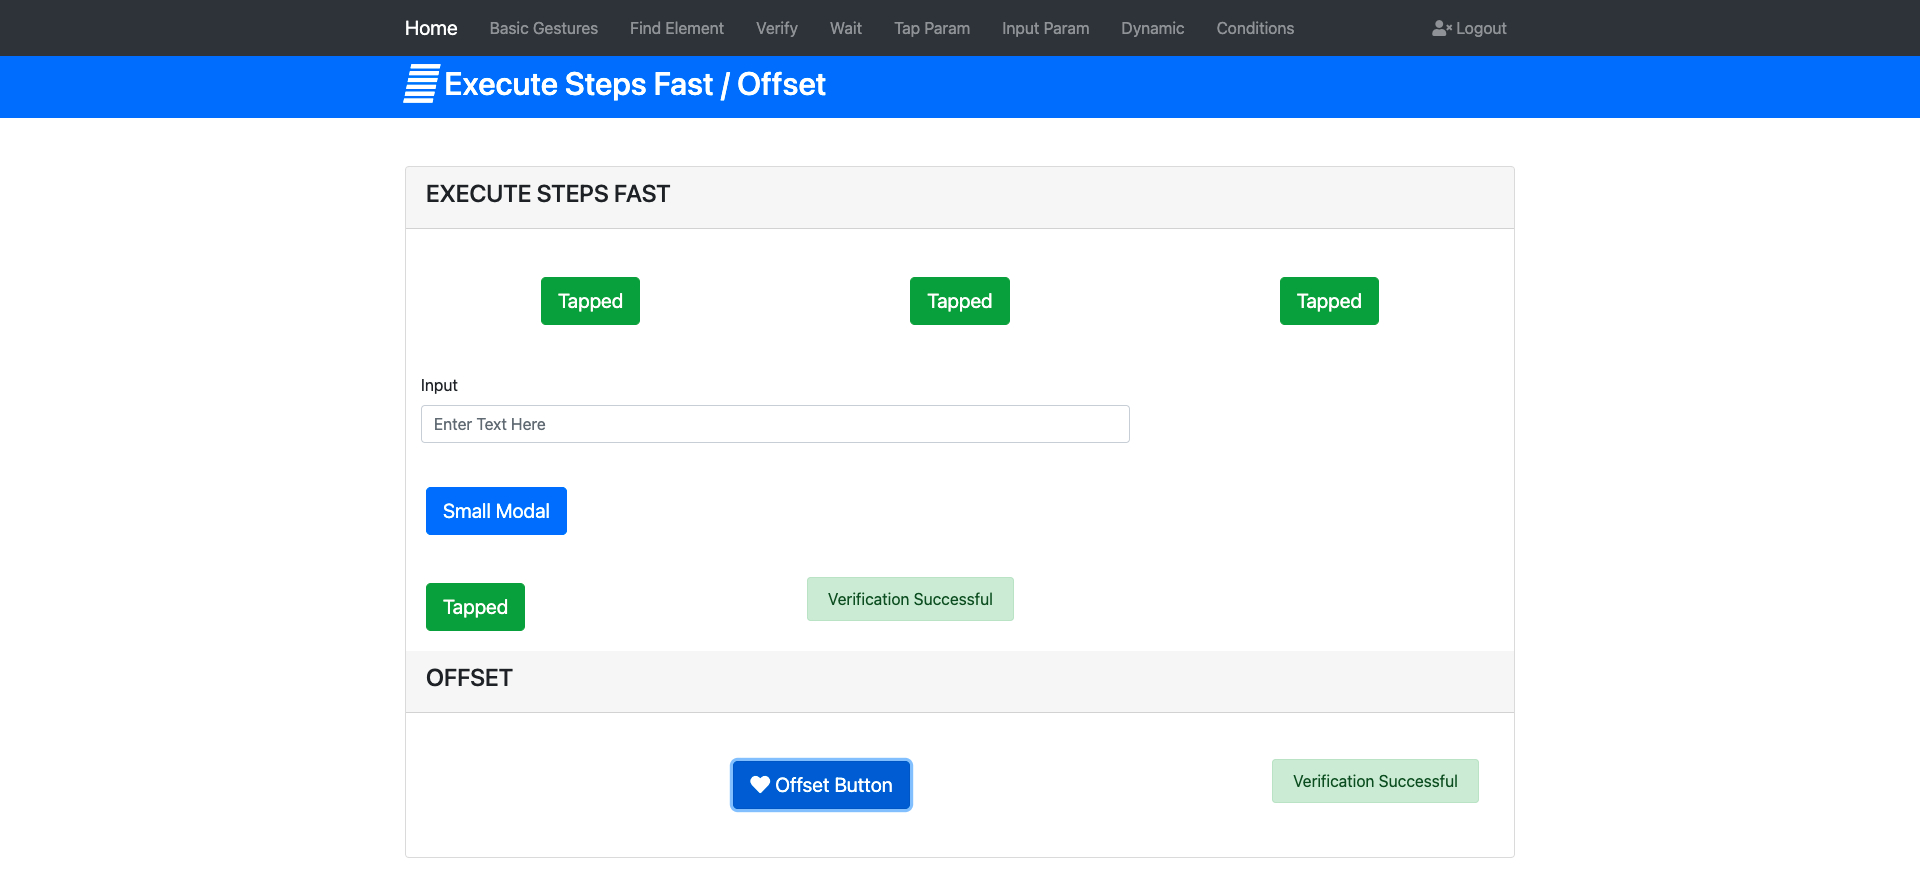 Home Basic Gestures Find Element Verify Wait Tap Param Input Param Dynamic Conditions Logout
Execute Steps Fast / Offset
EXECUTE STEPS FAST
Tapped Tapped Tapped
Input
Enter Text Here
Small Modal
Tapped Verification Successful
OFFSET
Offset Button Verification Successful